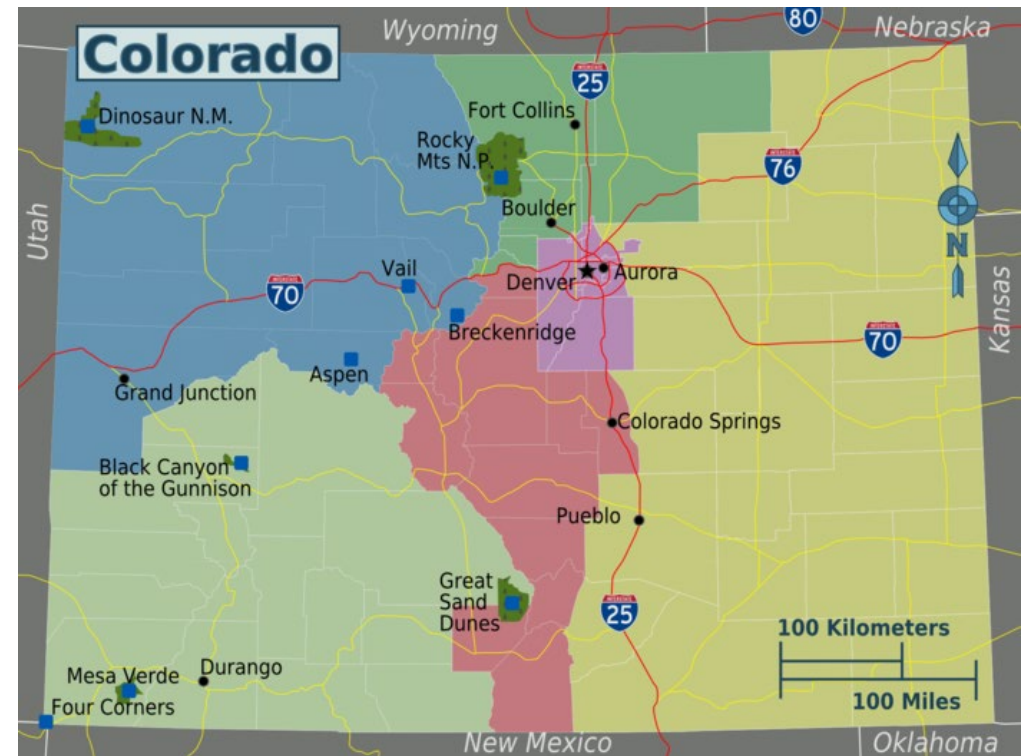 Colorado
Wyoming
80
Nebraska
25
Dinosaur N.M.
Fort Collins
Rocky
Mts N.P.
76
Boulder
Utah
N
Vail
Denver
Aurora
70
Breckenridge
Kansas
70
Aspen
Grand Junction
Colorado Springs
Black Canyon
of the Gunnison
Pueblo
Great
Sand
Dunes
25
100 Kilometers
Mesa Verde
Durango
100 Miles
Four Corners
New Mexico
Oklahoma